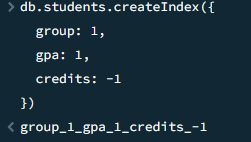 > db.students.createIndex({
    group: 1,
    gpa: 1,
    credits: -1
  })
< group_1_gpa_1_credits_-1